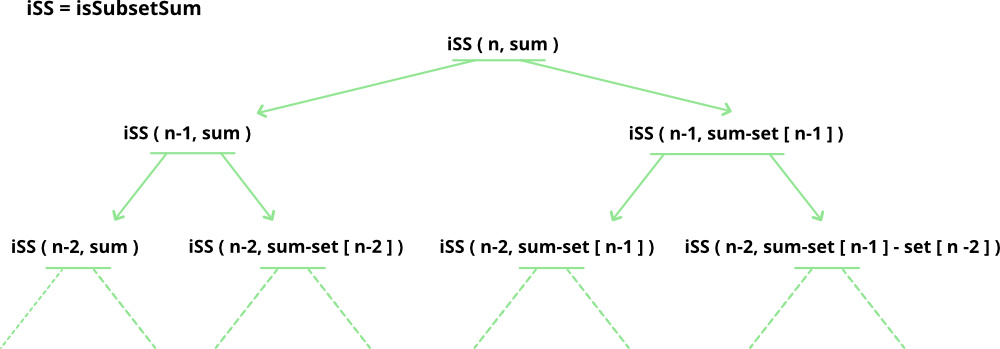 iSS = isSubsetSum
iSS ( n, sum )
iSS ( n-1, sum )
iSS ( n-1, sum-set [ n-1 ] )
iSS ( n-2, sum )
iSS ( n-2, sum-set [ n-2 ] )
iSS ( n-2, sum-set [ n-1 ] )
iSS ( n-2, sum-set [ n-1 ] - set [ n -2 ] )